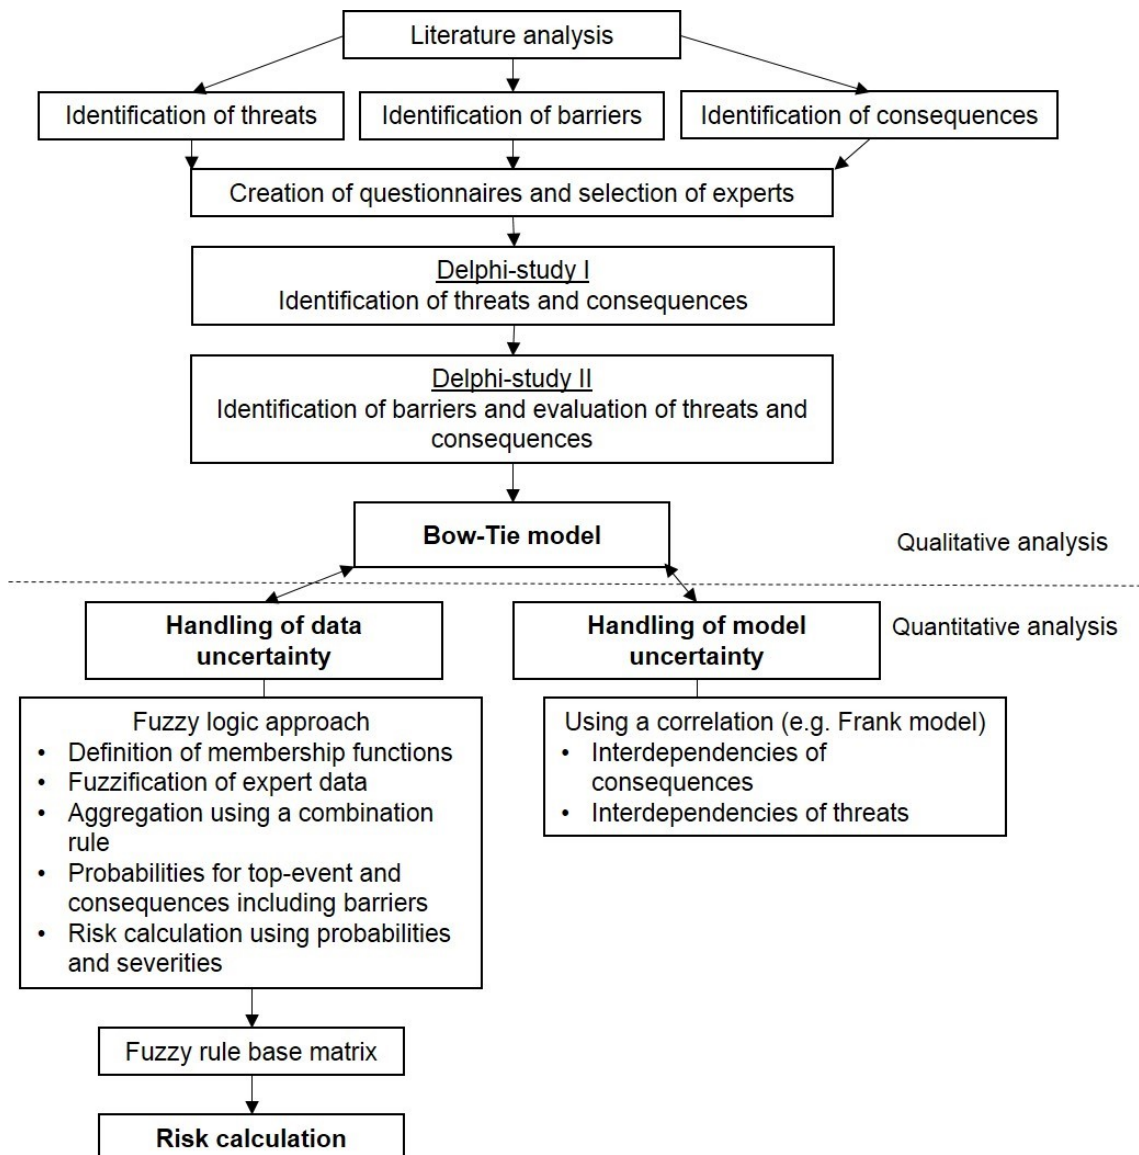 Literature analysis
Identification of threats
Identification of barriers
Identification of consequences
Creation of questionnaires and selection of experts
Delphi-study I
Identification of threats and consequences
Delphi-study II
Identification of barriers and evaluation of threats and
consequences
Bow-Tie model
Qualitative analysis
Quantitative analysis
Handling of data
uncertainty
Handling of model
uncertainty
Fuzzy logic approach
• Definition of membership functions
• Fuzzification of expert data
• Aggregation using a combination
rule
• Probabilities for top-event and
consequences including barriers
• Risk calculation using probabilities
and severities
Using a correlation (e.g. Frank model)
• Interdependencies of
consequences
• Interdependencies of threats
Fuzzy rule base matrix
Risk calculation